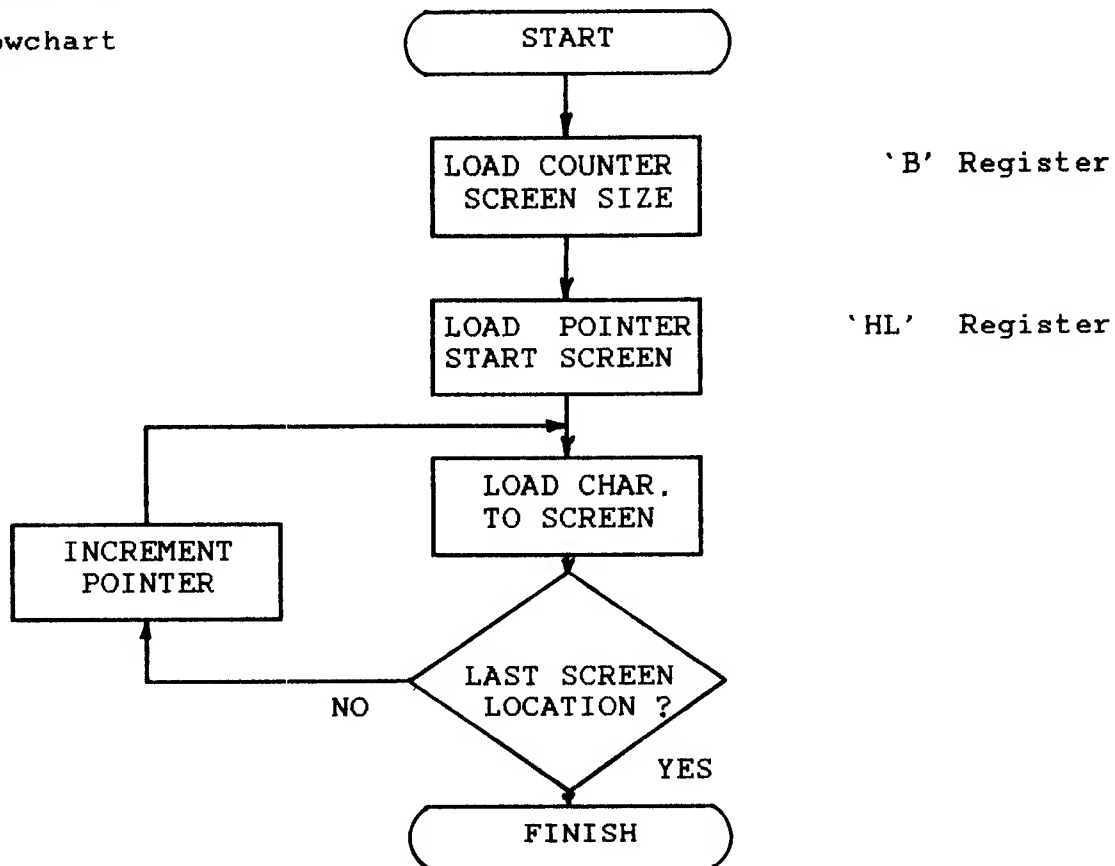 owchart
START
LOAD COUNTER
SCREEN SIZE
`B' Register
LOAD POINTER
START SCREEN
`HL' Register
LOAD CHAR.
TO SCREEN
INCREMENT
POINTER
LAST SCREEN
LOCATION ?
NO
YES
FINISH